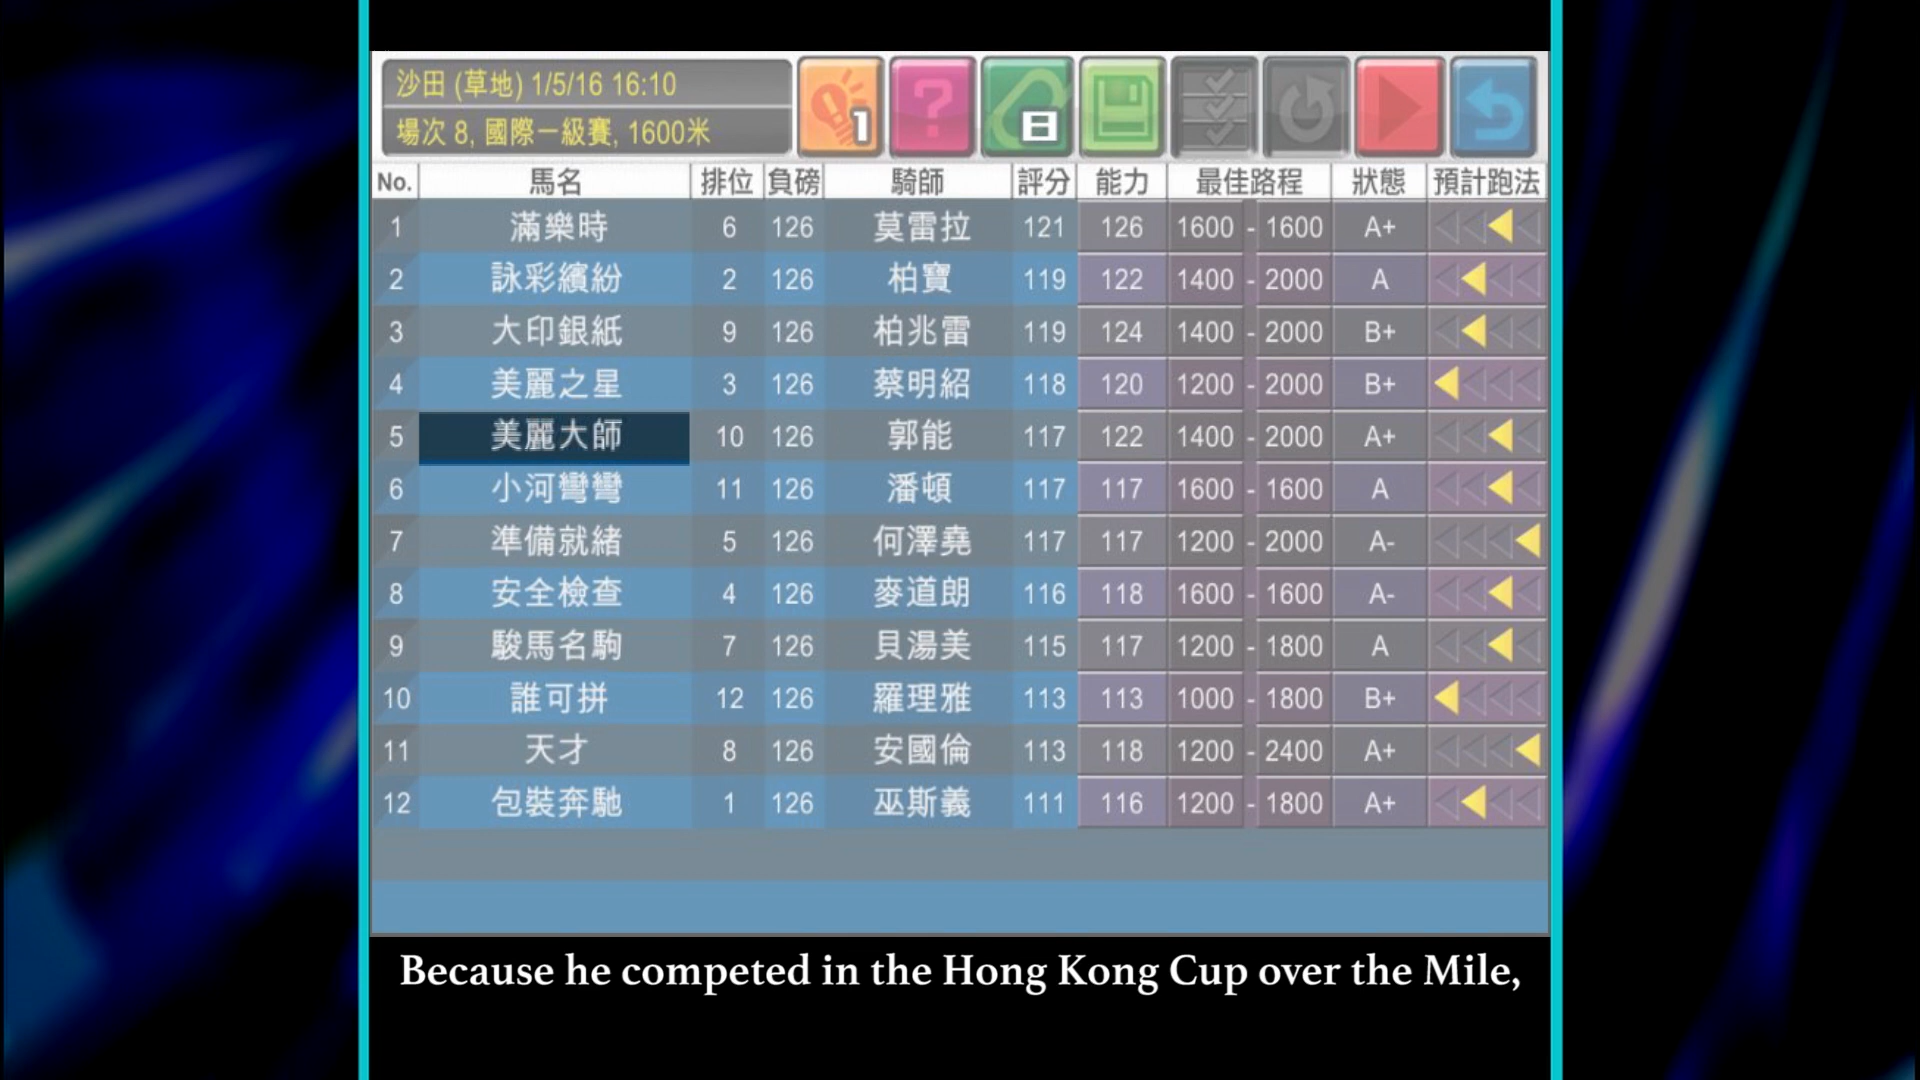 沙田 (草地) 1/5/16 16:10
場次 8, 國際一級賽, 1600米
1 ?
No. 馬名 排位 負磅 騎師 評分 能力 最佳路程 狀態 預計跑法
1 滿樂時 6 126 莫雷拉 121 126 1600 - 1600 A+
2 詠彩繽紛 2 126 柏寶 119 122 1400 - 2000 A
3 大印銀紙 9 126 柏兆雷 119 124 1400 - 2000 B+
4 美麗之星 3 126 蔡明紹 118 120 1200 - 2000 B+
5 美麗大師 10 126 郭能 117 122 1400 - 2000 A+
6 小河彎彎 11 126 潘頓 117 117 1600 - 1600 A
7 準備就緒 5 126 何澤堯 117 117 1200 - 2000 A-
8 安全檢查 4 126 麥道朗 116 118 1600 - 1600 A-
9 駿馬名駒 7 126 貝湯美 115 117 1200 - 1800 A
10 誰可拼 12 126 羅理雅 113 113 1000 - 1800 B+
11 天才 8 126 安國倫 113 118 1200 - 2400 A+
12 包裝奔馳 1 126 巫斯義 111 116 1200 - 1800 A+
Because he competed in the Hong Kong Cup over the Mile,